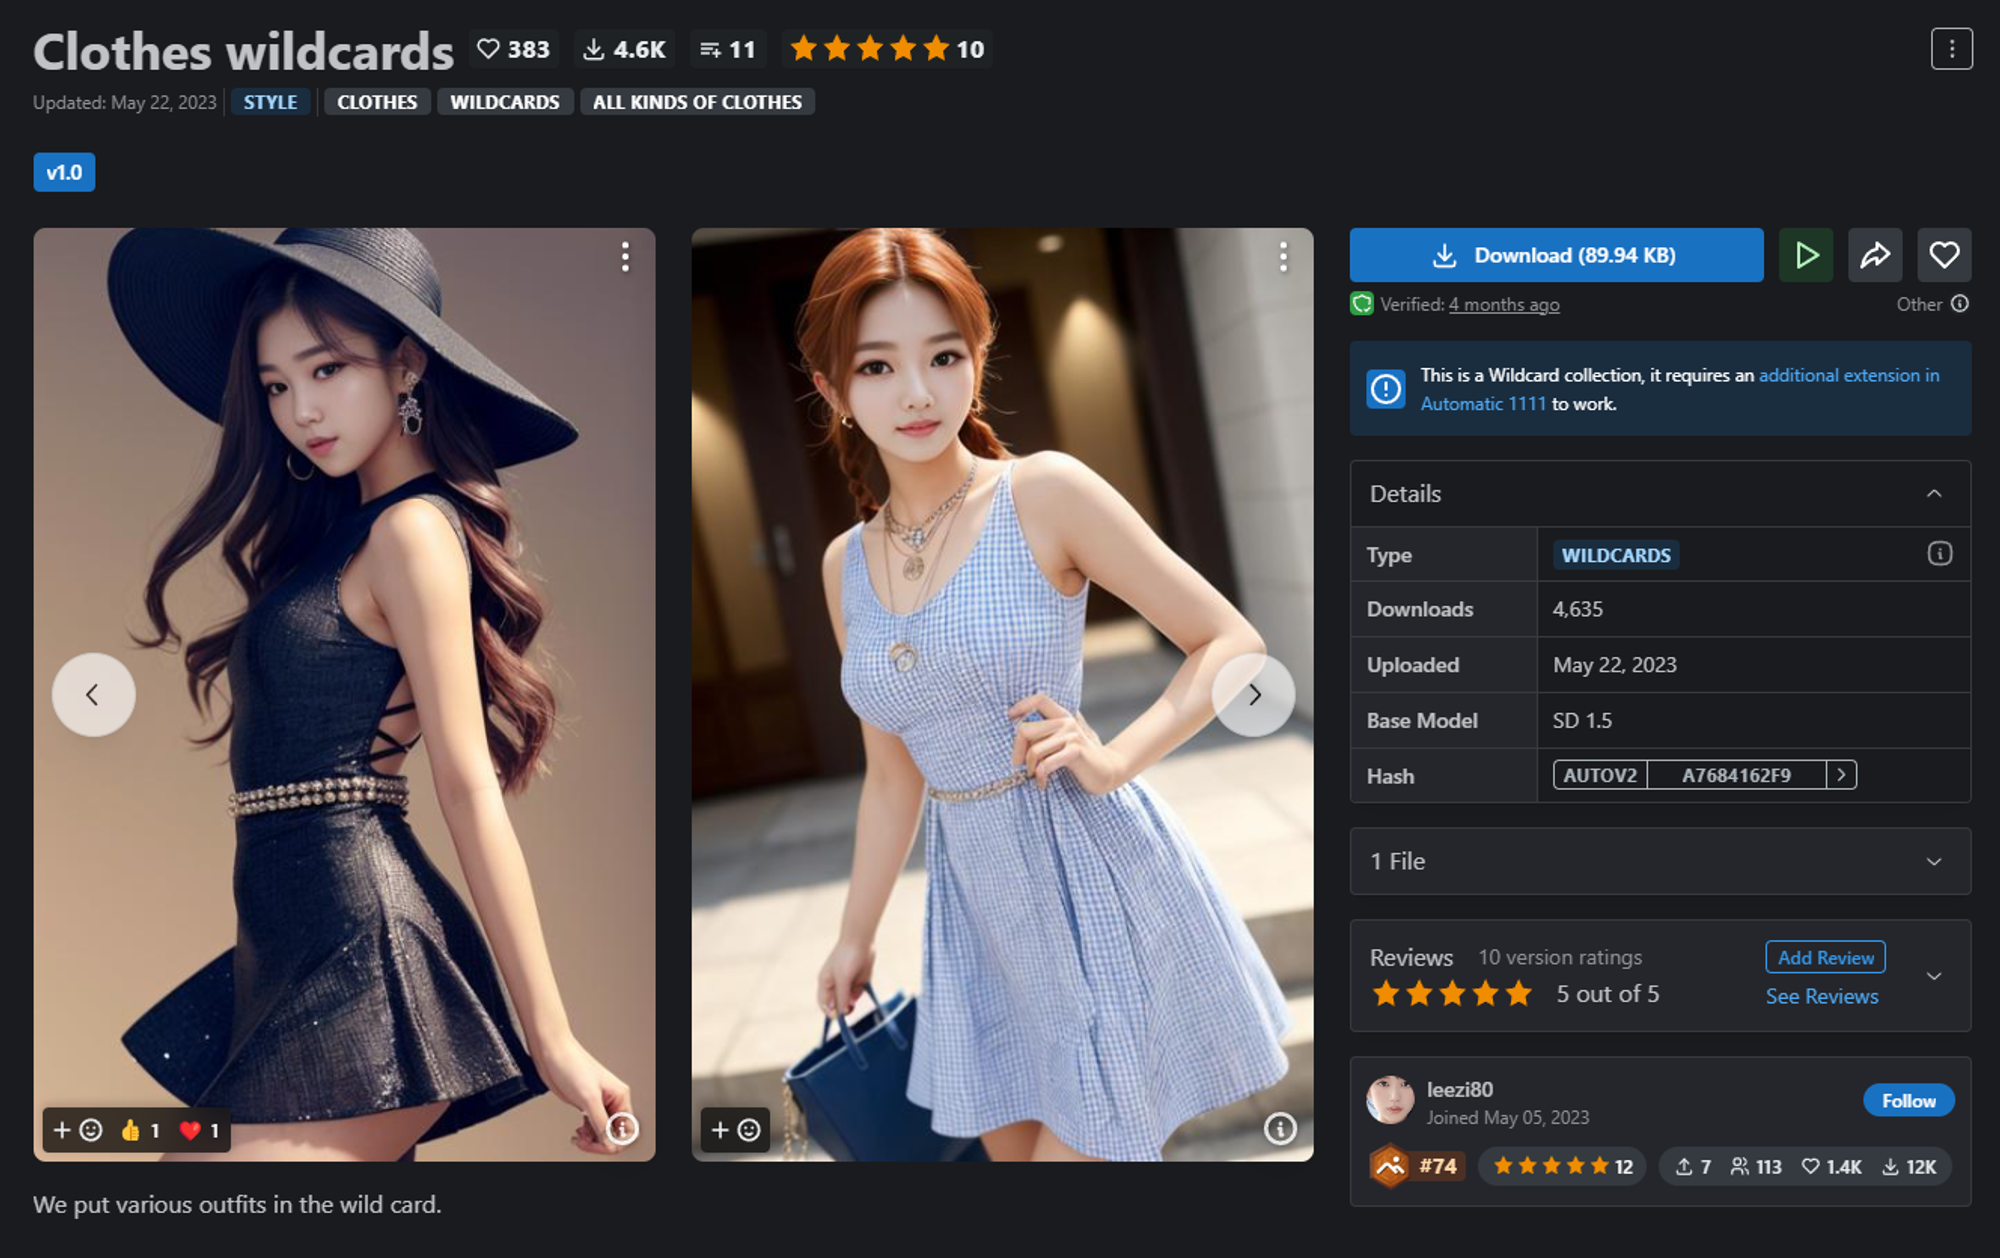 Clothes wildcards 383 4.6K 11 10
Updated: May 22, 2023 STYLE CLOTHES WILDCARDS ALL KINDS OF CLOTHES
v1.0
Download (89.94 KB)
Verified: 4 months ago Other
This is a Wildcard collection, it requires an additional extension in
Automatic 1111 to work.
Details
Type WILDCARDS
Downloads 4,635
Uploaded May 22, 2023
Base Model SD 1.5
Hash AUTOV2 A7684162F9
1 File
Reviews 10 version ratings Add Review
5 out of 5 See Reviews
leezi80
Joined May 05, 2023
Follow
#74 12 7 113 1.4K 12K
+ 1 1
+
We put various outfits in the wild card.